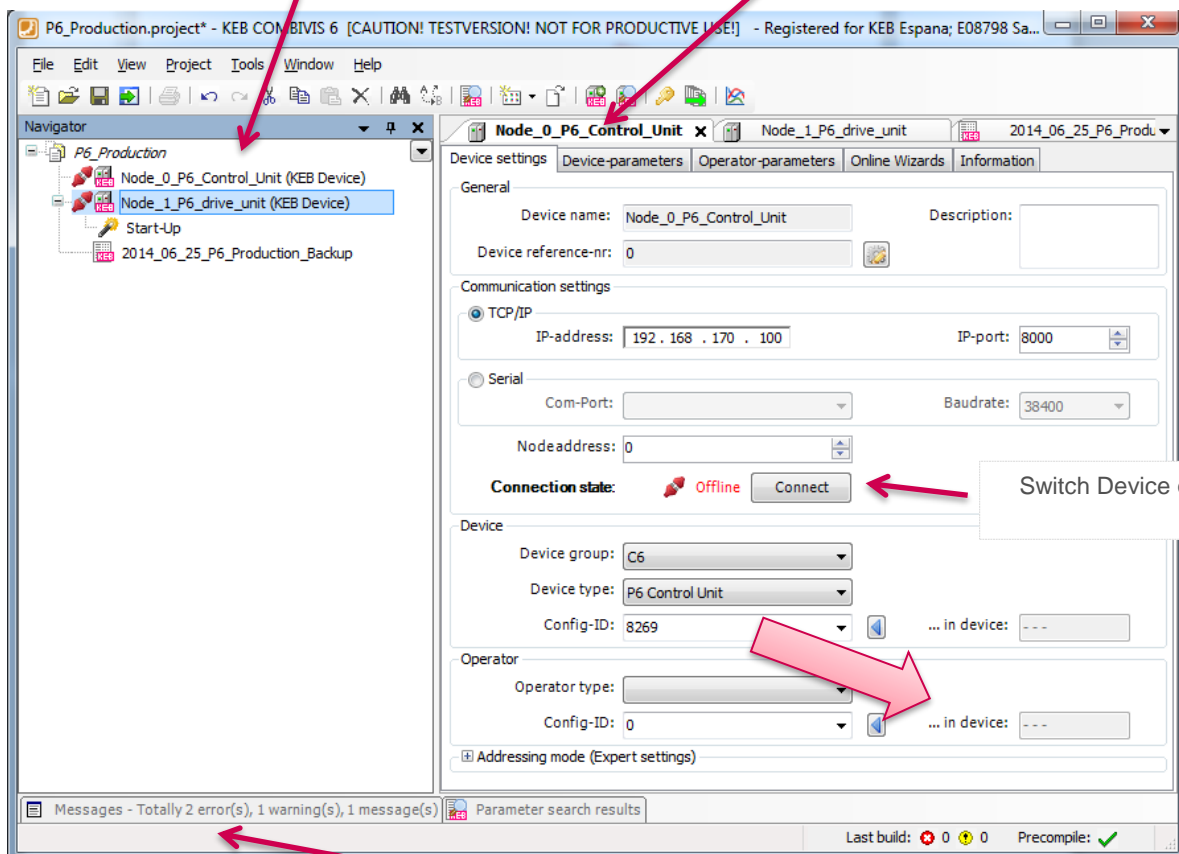 P6_Production.project* - KEB COMBIVIS 6 [CAUTION! TESTVERSION! NOT FOR PRODUCTIVE USE!] - Registered for KEB Espana; E08798 Sa...
File Edit View Project Tools Window Help
Navigator
P6_Production
Node_0_P6_Control_Unit (KEB Device)
Node_1_P6_drive_unit (KEB Device)
Start-Up
2014_06_25_P6_Production_Backup
Node_0_P6_Control_Unit Node_1_P6_drive_unit 2014_06_25_P6_Produ
Device settings Device-parameters Operator-parameters Online Wizards Information
General
Device name: Node_0_P6_Control_Unit Description:
Device reference-nr: 0
Communication settings
TCP/IP
IP-address: 192 . 168 . 170 . 100 IP-port: 8000
Serial
Com-Port: Baudrate: 38400
Nodeaddress: 0
Connection state: Offline Connect
Switch Device
Device
Device group: C6
Device type: P6 Control Unit
Config-ID: 8269 ... in device: - - -
Operator
Operator type:
Config-ID: 0 ... in device: - - -
Addressing mode (Expert settings)
Messages - Totally 2 error(s), 1 warning(s), 1 message(s) Parameter search results
Last build: 0 0 Precompile: